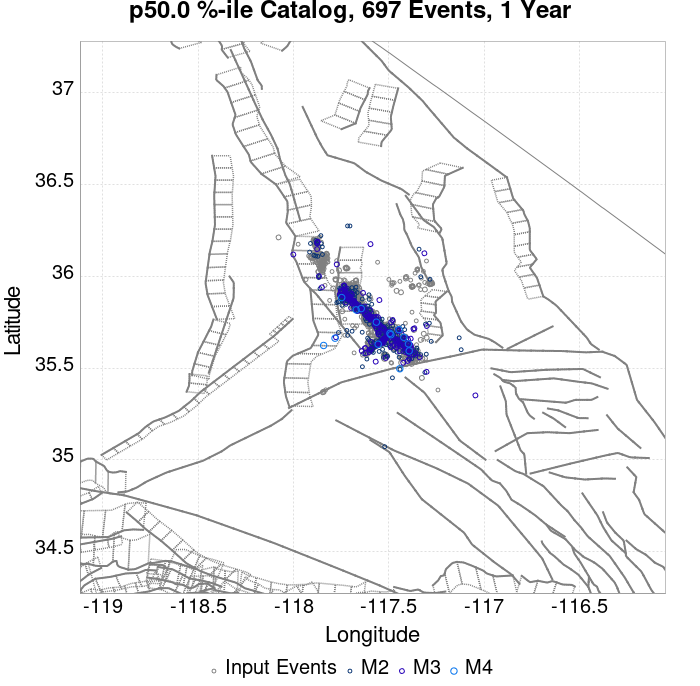 p50.0 %-ile Catalog, 697 Events, 1 Year
37
36.5
36
35.5
35
34.5
Latitude
-119
-118.5
-118
-117.5
-117
-116.5
Longitude
Input Events
M2
M3
M4